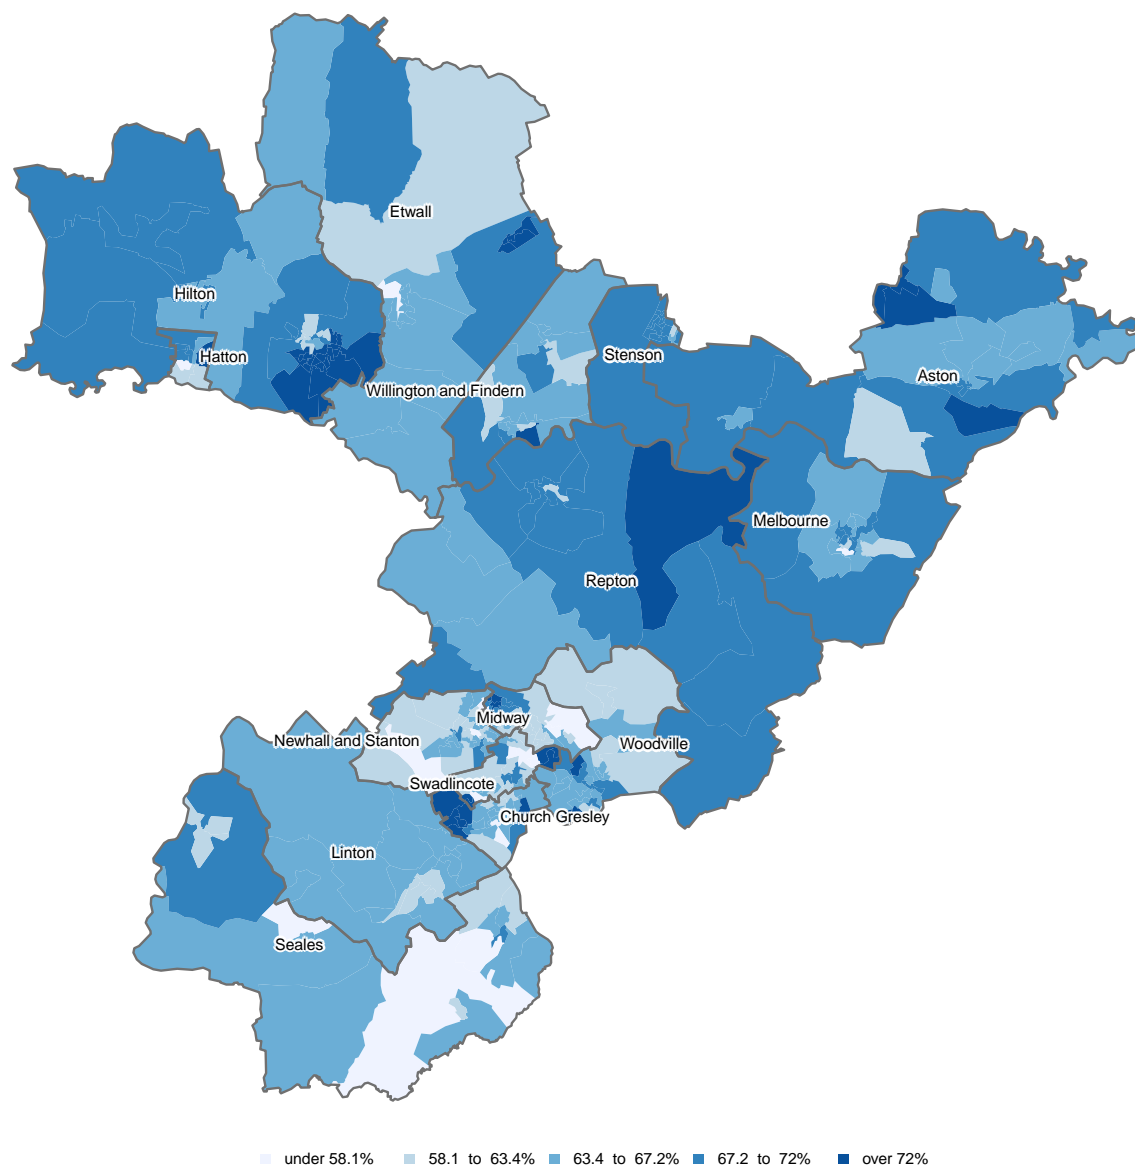 Etwall
Hilton
Hatton
Stenson
Aston
Willington and Findern
Melbourne
Repton
Midway
Newhall and Stanton
Woodville
Swadlincote
Church Gresley
Linton
Seales
under 58.1% 58.1 to 63.4% 63.4 to 67.2% 67.2 to 72% over 72%